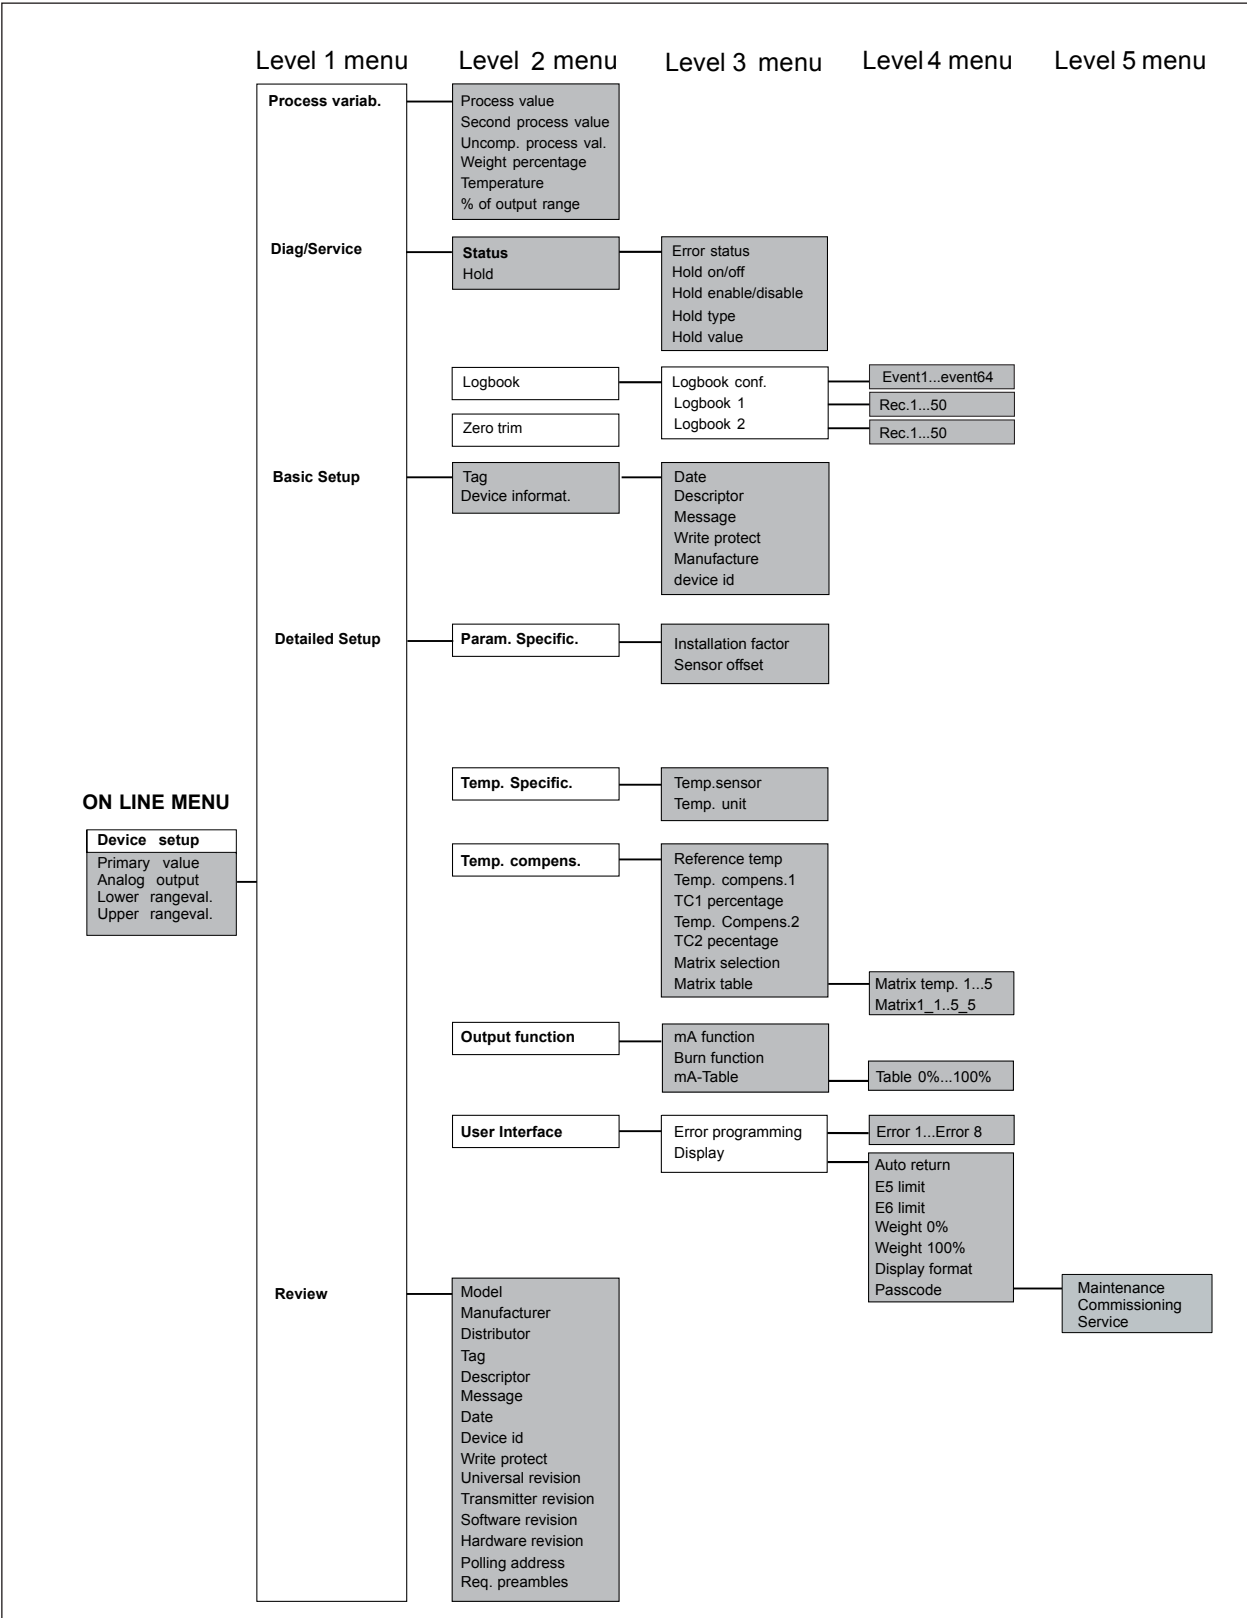 Level 1 menu
Level 2 menu
Level 3 menu
Level 4 menu
Level 5 menu
Process variab.
Process value
Second process value
Uncomp. process val.
Weight percentage
Temperature
% of output range
Diag/Service
Status
Hold
Error status
Hold on/off
Hold enable/disable
Hold type
Hold value
Logbook
Logbook conf.
Logbook 1
Logbook 2
Event1...event64
Rec.1...50
Rec.1...50
Zero trim
Basic Setup
Tag
Device informat.
Date
Descriptor
Message
Write protect
Manufacture
device id
Detailed Setup
Param. Specific.
Installation factor
Sensor offset
Temp. Specific.
Temp.sensor
Temp. unit
ON LINE MENU
Device setup
Primary value
Analog output
Lower rangeval.
Upper rangeval.
Temp. compens.
Reference temp
Temp. compens.1
TC1 percentage
Temp. Compens.2
TC2 pecentage
Matrix selection
Matrix table
Matrix temp. 1...5
Matrix1_1..5_5
Output function
mA function
Burn function
mA-Table
Table 0%...100%
User Interface
Error programming
Display
Error 1...Error 8
Auto return
E5 limit
E6 limit
Weight 0%
Weight 100%
Display format
Passcode
Maintenance
Commissioning
Service
Review
Model
Manufacturer
Distributor
Tag
Descriptor
Message
Date
Device id
Write protect
Universal revision
Transmitter revision
Software revision
Hardware revision
Polling address
Req. preambles